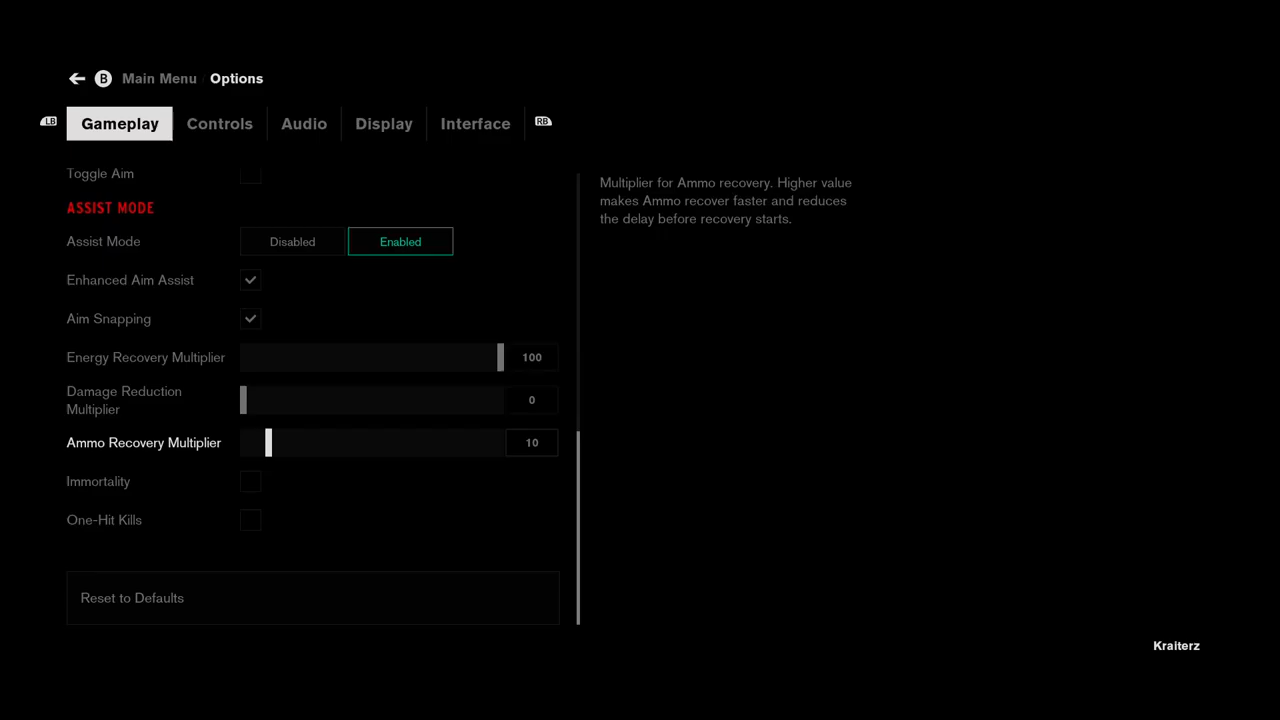 B Main Menu / Options
LB Gameplay Controls Audio Display Interface RB
Toggle Aim
ASSIST MODE
Assist Mode Disabled Enabled
Enhanced Aim Assist
Aim Snapping
Energy Recovery Multiplier 100
Damage Reduction
Multiplier 0
Ammo Recovery Multiplier 10
Immortality
One-Hit Kills
Reset to Defaults
Multiplier for Ammo recovery. Higher value
makes Ammo recover faster and reduces
the delay before recovery starts.
Kraiterz